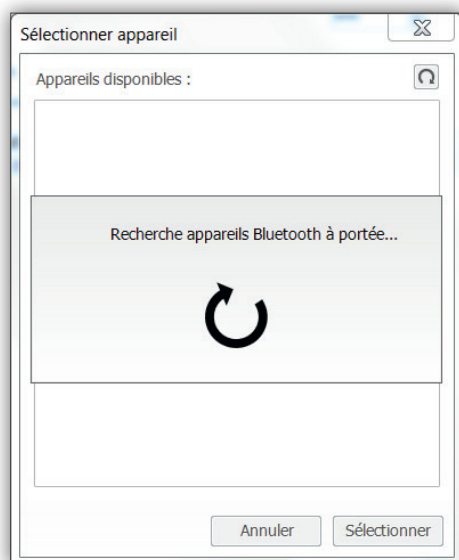 Sélectionner appareil
Appareils disponibles :
Recherche appareils Bluetooth à portée...
Annuler
Sélectionner